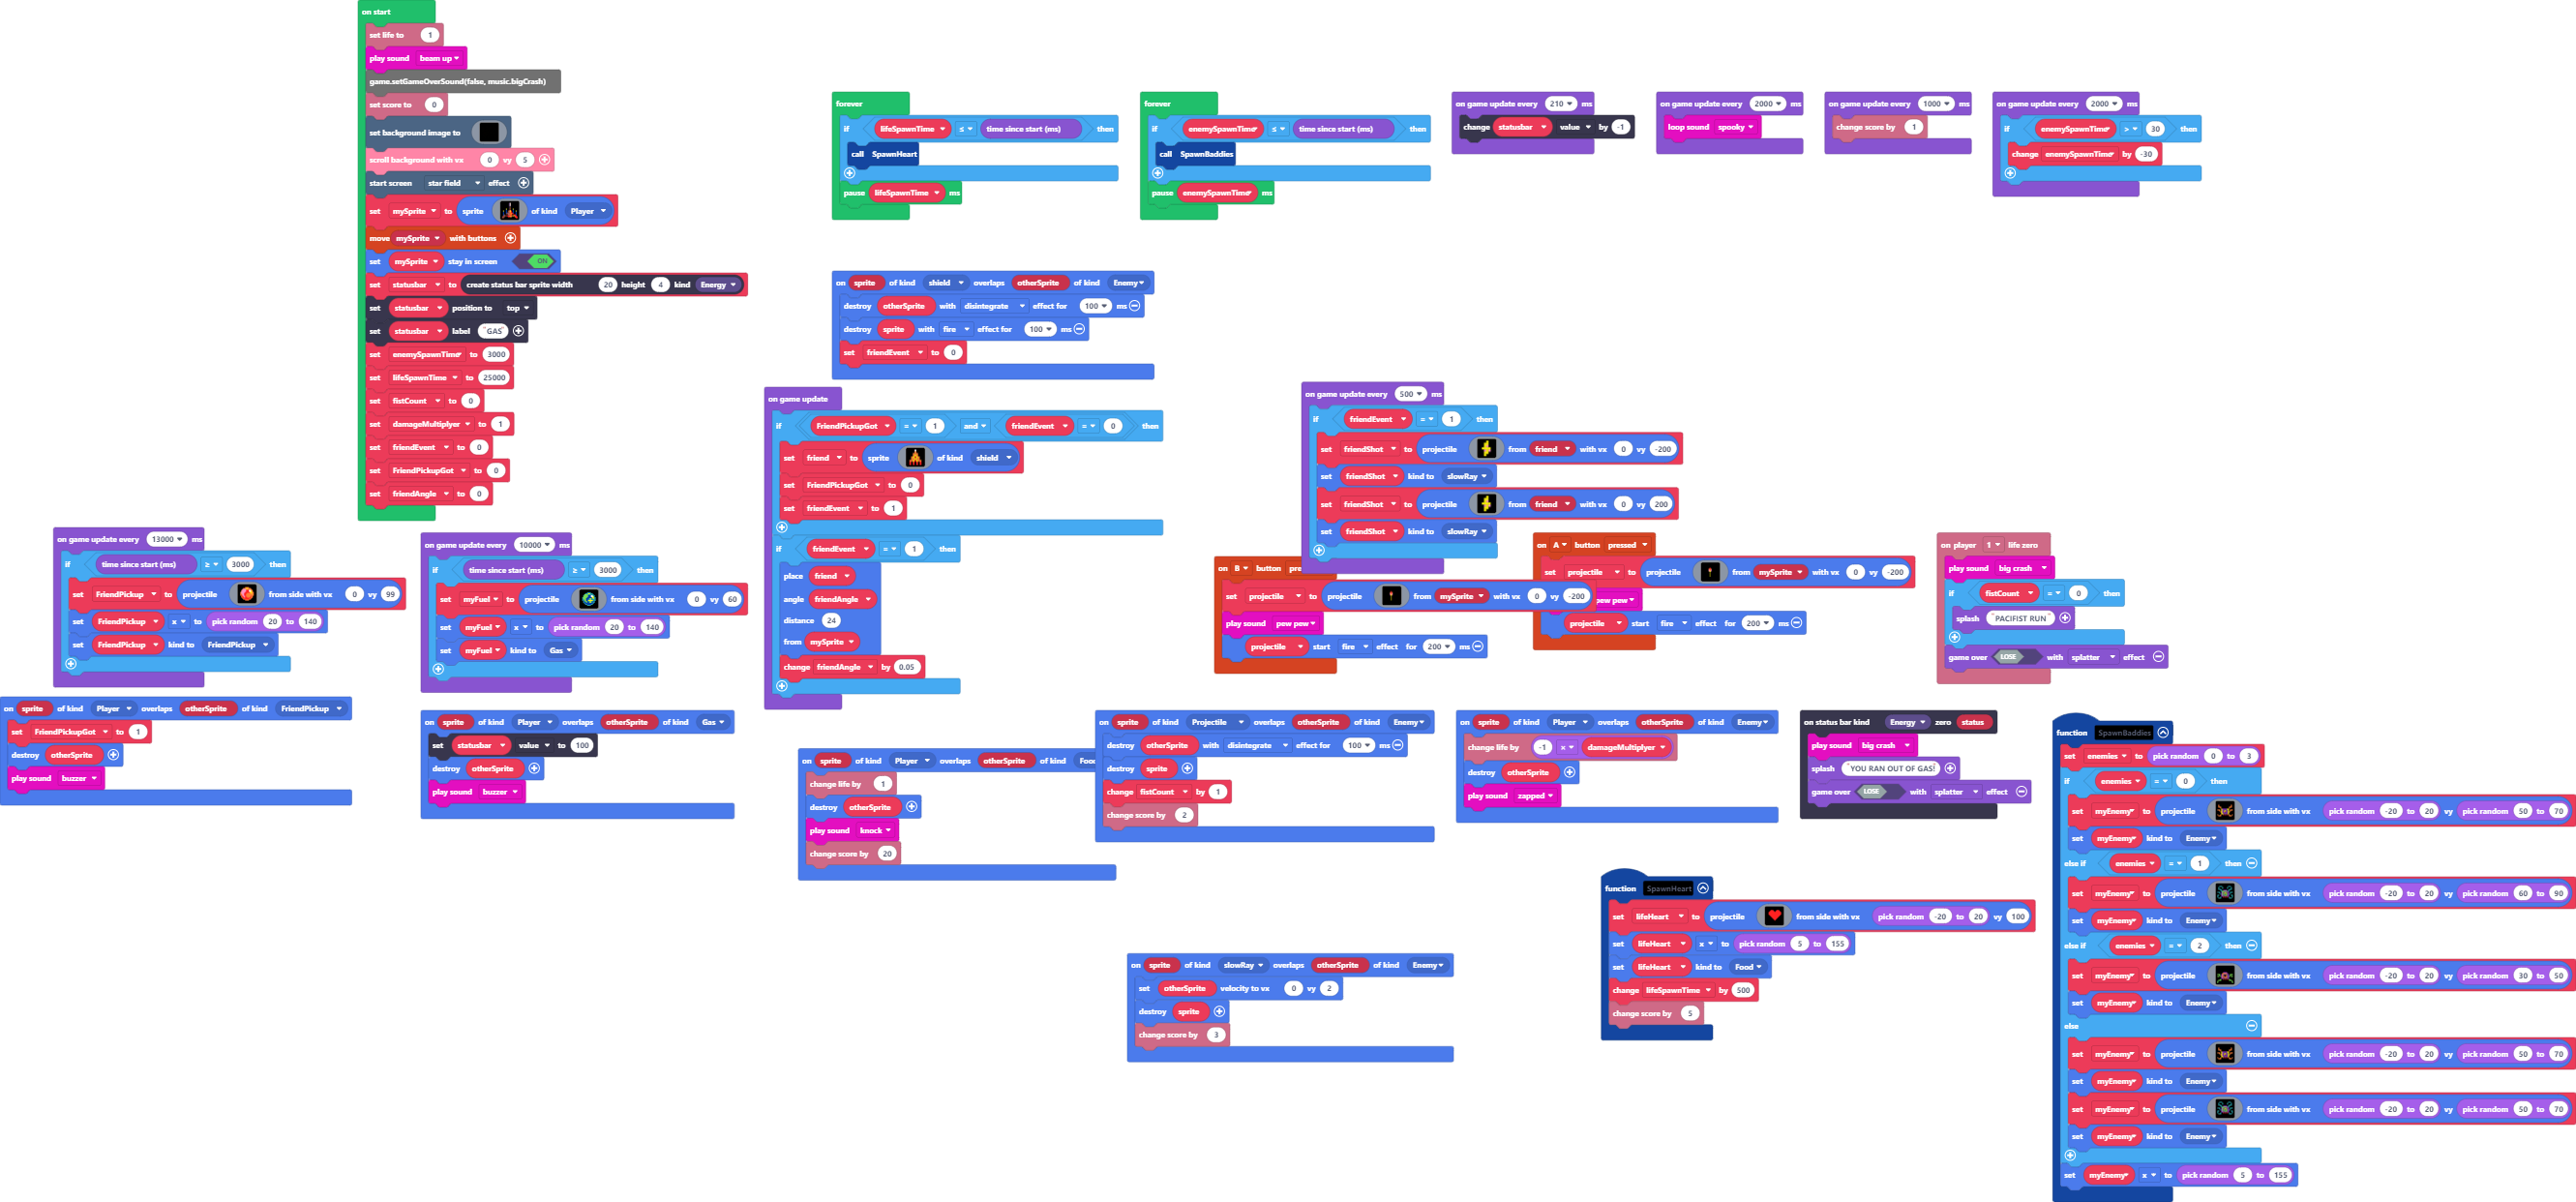 on start
set life to 1
play sound beam up
game.setGameOverSound(false, music.bigCrash)
set score to 0
set background image to
scroll background with vx 0 vy 5
start screen star field effect
set mySprite to sprite of kind Player
move mySprite with buttons
set mySprite stay in screen ON
set statusbar to create status bar sprite width 20 height 4 kind Energy
set statusbar position to top
set statusbar label "GAS"
set enemySpawnTime to 3000
set lifeSpawnTime to 25000
set fistCount to 0
set damageMultiplyer to 1
set friendEvent to 0
set FriendPickupGot to 0
set friendAngle to 0
forever
if lifeSpawnTime ≤ time since start (ms) then
call SpawnHeart
pause lifeSpawnTime ms
forever
if enemySpawnTime ≤ time since start (ms) then
call SpawnBaddies
pause enemySpawnTime ms
on game update every 210 ms
change statusbar value by -1
on game update every 2000 ms
loop sound spooky
on game update every 1000 ms
change score by 1
on game update every 2000 ms
if enemySpawnTime > 30 then
change enemySpawnTime by -30
on sprite of kind shield overlaps otherSprite of kind Enemy
destroy otherSprite with disintegrate effect for 100 ms
destroy sprite with fire effect for 100 ms
set friendEvent to 0
on game update
if FriendPickupGot = 1 and friendEvent = 0 then
set friend to sprite of kind shield
set FriendPickupGot to 0
set friendEvent to 1
if friendEvent = 1 then
place friend
angle friendAngle
distance 24
from mySprite
change friendAngle by 0.05
on game update every 500 ms
if friendEvent = 1 then
set friendShot to projectile from friend with vx 0 vy -200
set friendShot kind to slowRay
set friendShot to projectile from friend with vx 0 vy 200
set friendShot kind to slowRay
on game update every 13000 ms
if time since start (ms) ≥ 3000 then
set FriendPickup to projectile from side with vx 0 vy 99
set FriendPickup x to pick random 20 to 140
set FriendPickup kind to FriendPickup
on game update every 10000 ms
if time since start (ms) ≥ 3000 then
set myFuel to projectile from side with vx 0 vy 60
set myFuel x to pick random 20 to 140
set myFuel kind to Gas
on B button pre
set projectile to projectile from mySprite with vx 0 vy -200
play sound pew pew
projectile start fire effect for 200 ms
on A button pressed
set projectile to projectile from mySprite with vx 0 vy -200
pew pew
projectile start fire effect for 200 ms
on player 1 life zero
play sound big crash
if fistCount = 0 then
splash "PACIFIST RUN"
game over LOSE with splatter effect
on sprite of kind Player overlaps otherSprite of kind FriendPickup
set FriendPickupGot to 1
destroy otherSprite
play sound buzzer
on sprite of kind Player overlaps otherSprite of kind Gas
set statusbar value to 100
destroy otherSprite
play sound buzzer
on sprite of kind Player overlaps otherSprite of kind Food
change life by 1
destroy otherSprite
play sound knock
change score by 20
on sprite of kind Projectile overlaps otherSprite of kind Enemy
destroy otherSprite with disintegrate effect for 100 ms
destroy sprite
change fistCount by 1
change score by 2
on sprite of kind Player overlaps otherSprite of kind Enemy
change life by -1 × damageMultiplyer
destroy otherSprite
play sound zapped
on status bar kind Energy zero status
play sound big crash
splash "YOU RAN OUT OF GAS!"
game over LOSE with splatter effect
function SpawnBaddies
set enemies to pick random 0 to 3
if enemies = 0 then
set myEnemy to projectile from side with vx pick random -20 to 20 vy pick random 50 to 70
set myEnemy kind to Enemy
else if enemies = 1 then
set myEnemy to projectile from side with vx pick random -20 to 20 vy pick random 60 to 90
set myEnemy kind to Enemy
else if enemies = 2 then
set myEnemy to projectile from side with vx pick random -20 to 20 vy pick random 30 to 50
set myEnemy kind to Enemy
else
set myEnemy to projectile from side with vx pick random -20 to 20 vy pick random 50 to 70
set myEnemy kind to Enemy
set myEnemy to projectile from side with vx pick random -20 to 20 vy pick random 50 to 70
set myEnemy kind to Enemy
set myEnemy x to pick random 5 to 155
function SpawnHeart
set lifeHeart to projectile from side with vx pick random -20 to 20 vy 100
set lifeHeart x to pick random 5 to 155
set lifeHeart kind to Food
change lifeSpawnTime by 500
change score by 5
on sprite of kind slowRay overlaps otherSprite of kind Enemy
set otherSprite velocity to vx 0 vy 2
destroy sprite
change score by 3